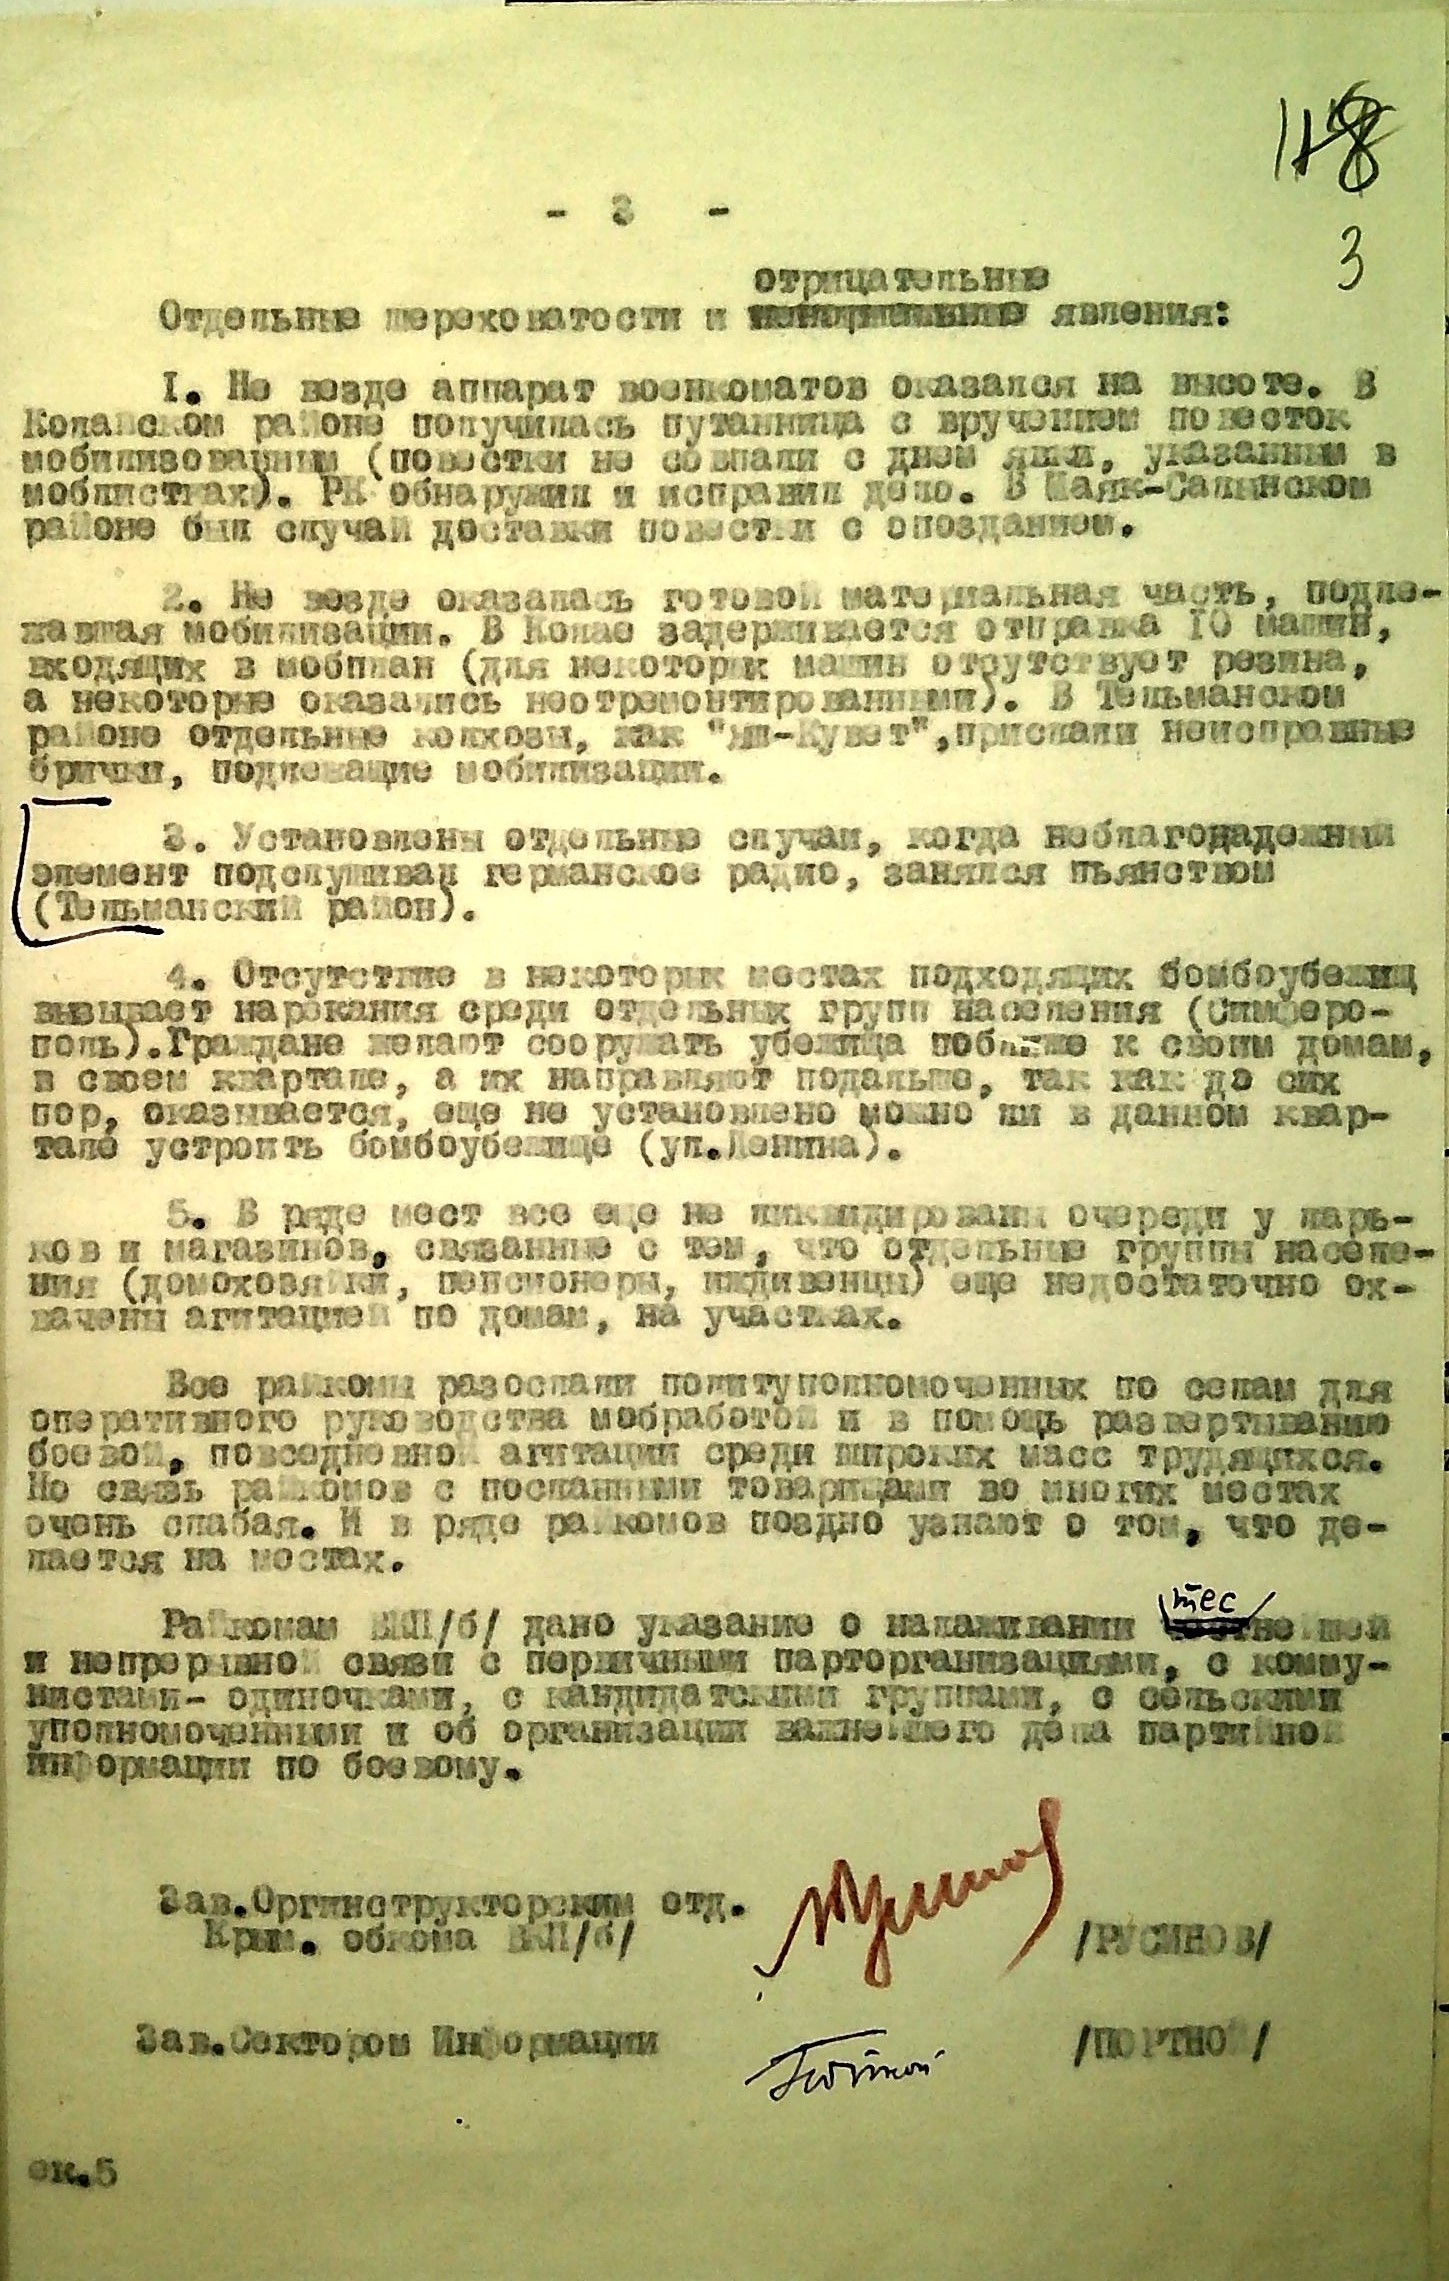 8
3
- 3 -
отрицательные
Отдельные шероховатости и явления:
1. Не везде аппарат военкоматов оказался на высоте. В
Колайском районе получилась путанница с вручением повесток
мобилизованным (повестки не совпали с днем явки, указанным в
моблистках). РК обнаружил и исправил дело. В Маяк-Салынском
районе был случай доставки повестки с опозданием.
2. Не везде оказалась готовой материальная часть, подле-
жавшая мобилизации. В Колае задерживается отправка 10 машин,
входящих в мобплан (для некоторых машин отсутствует резина,
а некоторые оказались неотремонтированными). В Тельманском
районе отдельные колхозы, как прислали неисправные
брички, подлежащие мобилизации.
3. Установлены отдельные случаи, когда неблагонадежный
элемент подслушивал германское радио, занялся пьянством
(Тельманский район).
4. Отсутствие в некоторых местах подходящих бомбоубежищ
вызывает нарекания среди отдельных групп населения (Симферо-
поль).Граждане желают сооружать убежища поближе к своим домам,
в своем квартале, а их направляют подальше, так как до сих
пор, оказывается, еще не установлено можно ли в данном квар-
тале устроить бомбоубежище (ул.Ленина).
5. В ряде мест все еще не ликвидированы очереди у ларь-
ков и магазинов, связанные с тем, что отдельные группы населе-
ния (домохозяйки, пенсионеры, иждивенцы) еще недостаточно ох-
вачены агитацией по домам, на участках.
Все райкомы разослали политуполномоченных по селам для
оперативного руководства мобработой и в помощь развертыванию
боевой, повседневной агитации среди широких масс трудящихся.
Но связь райкомов с посланными товарищами во многих местах
очень слабая. И в ряде райкомов поздно узнают о том, что де-
лается на местах.
тес
Райкомам ВКП/б/ дано указание о налаживании нейшей
и непрерывной связи с первичными парторганизациями, с комму-
нистами- одиночками, с кандидатскими группами, с сельскими
уполномоченными и об организации важнейшего дела партийной
информации по боевому.
Зав.Оргинструкторским отд.
Крым. обкома ВКП/б/ /РУСИНОВ/
Зав.Сектором Информации Портной /ПОРТНОЙ/
эк.5